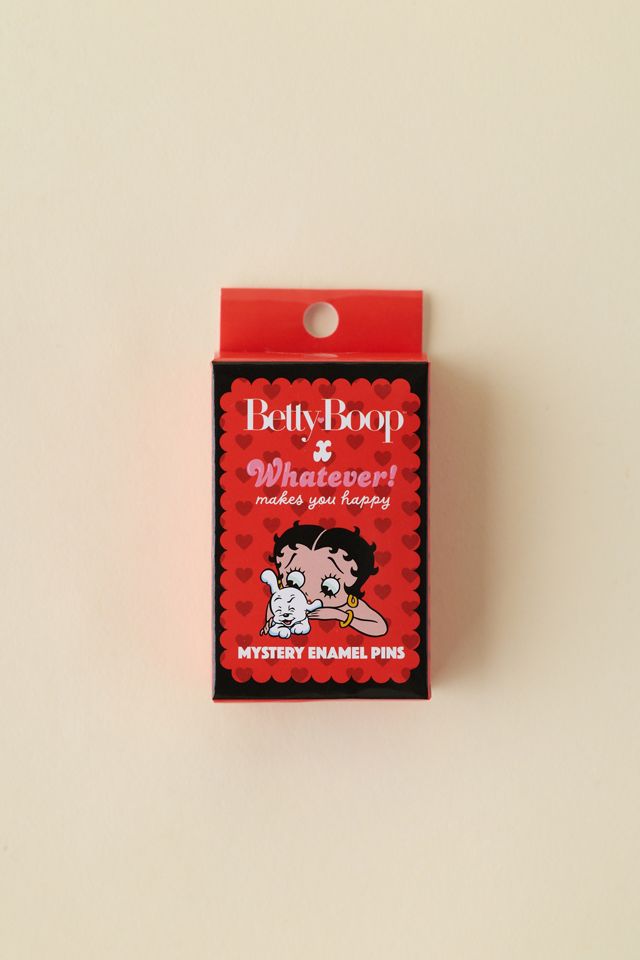 Betty Boop
x
Whatever!
makes you happy
MYSTERY ENAMEL PINS